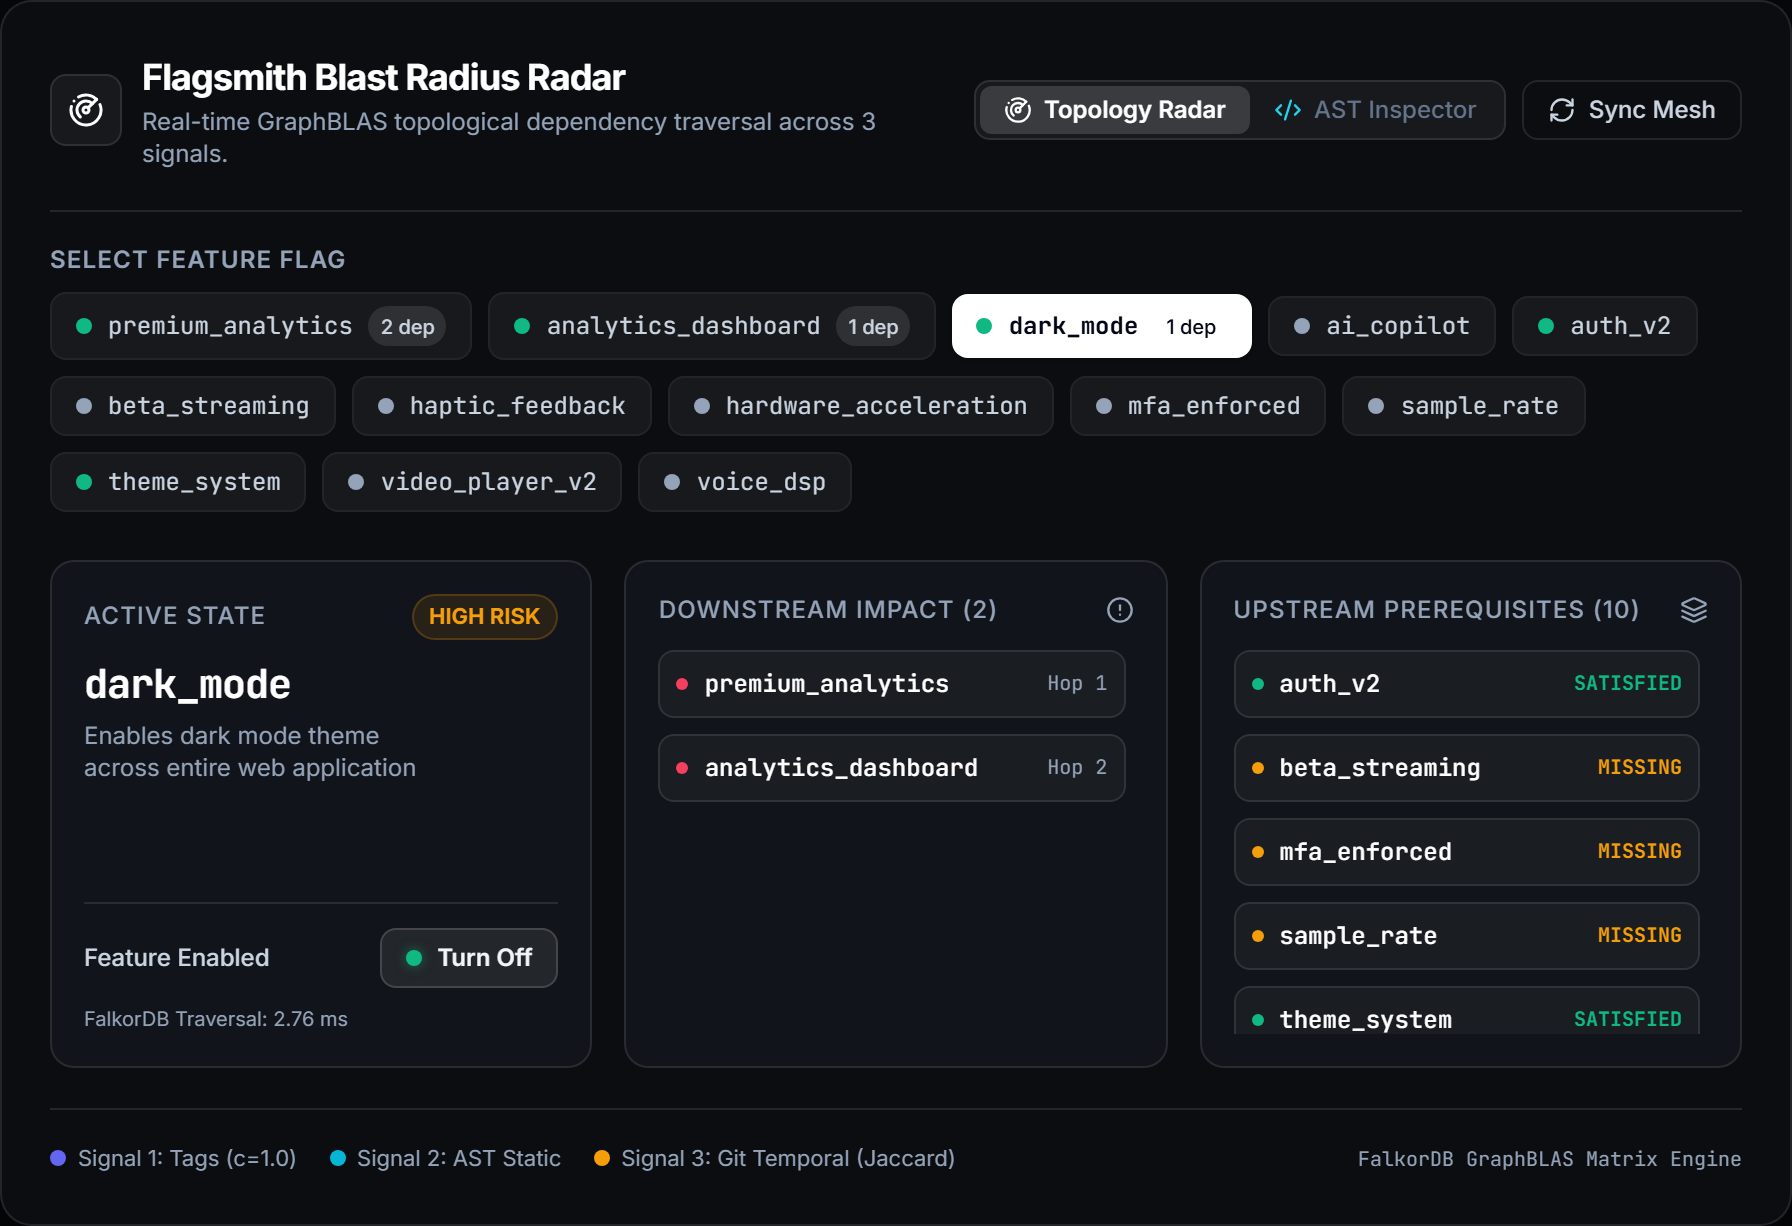 Flagsmith Blast Radius Radar
Real-time GraphBLAS topological dependency traversal across 3
signals.
Topology Radar
</> AST Inspector
Sync Mesh
SELECT FEATURE FLAG
premium_analytics 2 dep
analytics_dashboard 1 dep
dark_mode 1 dep
ai_copilot
auth_v2
beta_streaming
haptic_feedback
hardware_acceleration
mfa_enforced
sample_rate
theme_system
video_player_v2
voice_dsp
ACTIVE STATE
HIGH RISK
dark_mode
Enables dark mode theme
across entire web application
Feature Enabled
Turn Off
FalkorDB Traversal: 2.76 ms
DOWNSTREAM IMPACT (2)
premium_analytics Hop 1
analytics_dashboard Hop 2
UPSTREAM PREREQUISITES (10)
auth_v2 SATISFIED
beta_streaming MISSING
mfa_enforced MISSING
sample_rate MISSING
theme_system SATISFIED
Signal 1: Tags (c=1.0)
Signal 2: AST Static
Signal 3: Git Temporal (Jaccard)
FalkorDB GraphBLAS Matrix Engine